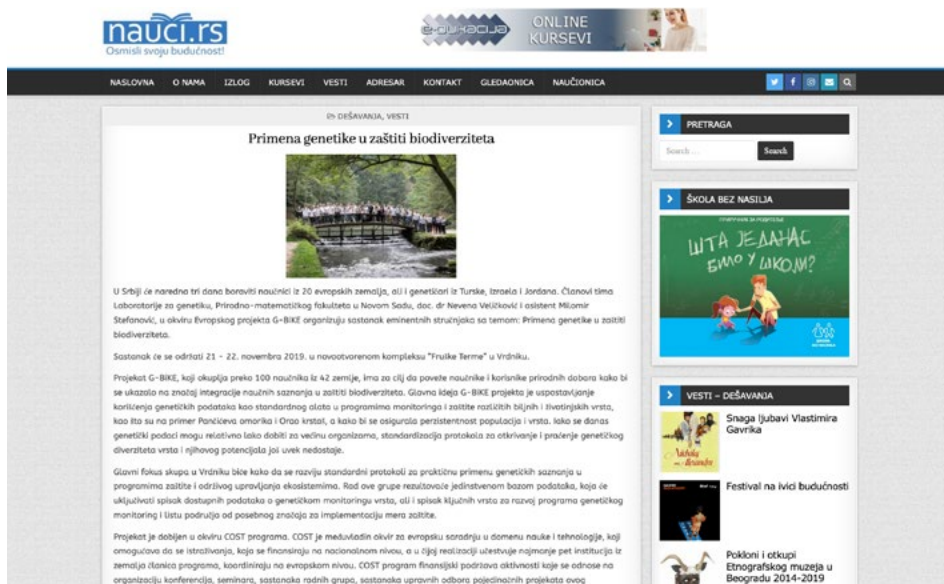 nauci.rs
Osmisli svoju budućnost!
e-edukacija
ONLINE
KURSEVI
NASLOVNA O NAMA IZLOG KURSEVI VESTI ADRESAR KONTAKT GLEDAONICA NAUČIONICA
DEŠAVANJA, VESTI
Primena genetike u zaštiti biodiverziteta
U Srbiji će naredna tri dana boraviti naučnici iz 20 evropskih zemalja, ali i genetičari iz Turske, Izraela i Jordana. Članovi tima
Laboratorije za genetiku, Prirodno-matematičkog fakulteta u Novom Sadu, doc. dr Nevena Veličković i asistent Milomir
Stefanović, u okviru Evropskog projekta G-BiKE organizuju sastanak eminentnih stručnjaka sa temom: Primena genetike u zaštiti
biodiverziteta.
Sastanak će se održati 21 – 22. novembra 2019. u novootvorenom kompleksu "Fruške Terme" u Vrdniku.
Projekat G-BiKE, koji okuplja preko 100 naučnika iz 42 zemlje, ima za cilj da poveže naučnike i korisnike prirodnih dobara kako bi
se ukazalo na značaj integracije naučnih saznanja u zaštiti biodiverziteta. Glavna ideja G-BiKE projekta je uspostavljanje
korišćenja genetičkih podataka kao standardnog alata u programima monitoringa i zaštite različitih biljnih i životinjskih vrsta,
kao što su na primer Pančićeva omorika i Orao krstaš, a kako bi se osigurala perzistentnost populacija i vrsta. Iako se danas
genetički podaci mogu relativno lako dobiti za većinu organizama, standardizacija protokola za otkrivanje i praćenje genetičkog
diverziteta vrsta i njihovog potencijala još uvek nedostaje.
Glavni fokus skupa u Vrdniku biće kako da se razviju standardni protokoli za praktičnu primenu genetičkih saznanja u
programima zaštite i održivog upravljanja ekosistemima. Rad ove grupe rezultovaće jedinstvenom bazom podataka, koja će
uključivati spisak dostupnih podataka o genetičkom monitoringu vrsta, ali i spisak ključnih vrsta za razvoj programa genetičkog
monitoring i listu područja od posebnog značaja za implementaciju mera zaštite.
Projekat je dobijen u okviru COST programa. COST je međuvladin okvir za evropsku saradnju u domenu nauke i tehnologije, koji
omogućava da se istraživanja, koja se finansiraju na nacionalnom nivou, a u čijoj realizaciji učestvuje najmanje pet institucija iz
zemalja članica programa, koordiniraju na evropskom nivou. COST program finansijski podržava aktivnosti koje se odnose na
organizaciju konferencija, seminara, sastanaka radnih grupa, sastanaka upravnih odbora pojedinačnih projekata ovog
PRETRAGA
Search ...
Search
ŠKOLA BEZ NASILJA
ПРИРУЧНИК ЗА РОДИТЕЉЕ
ШТА ЈЕ ДАНАС
БИЛО У ШКОЛИ?
VESTI – DEŠAVANJA
Snaga ljubavi Vlastimira
Gavrika
Festival na ivici budućnosti
Pokloni i otkupi
Etnografskog muzeja u
Beogradu 2014-2019